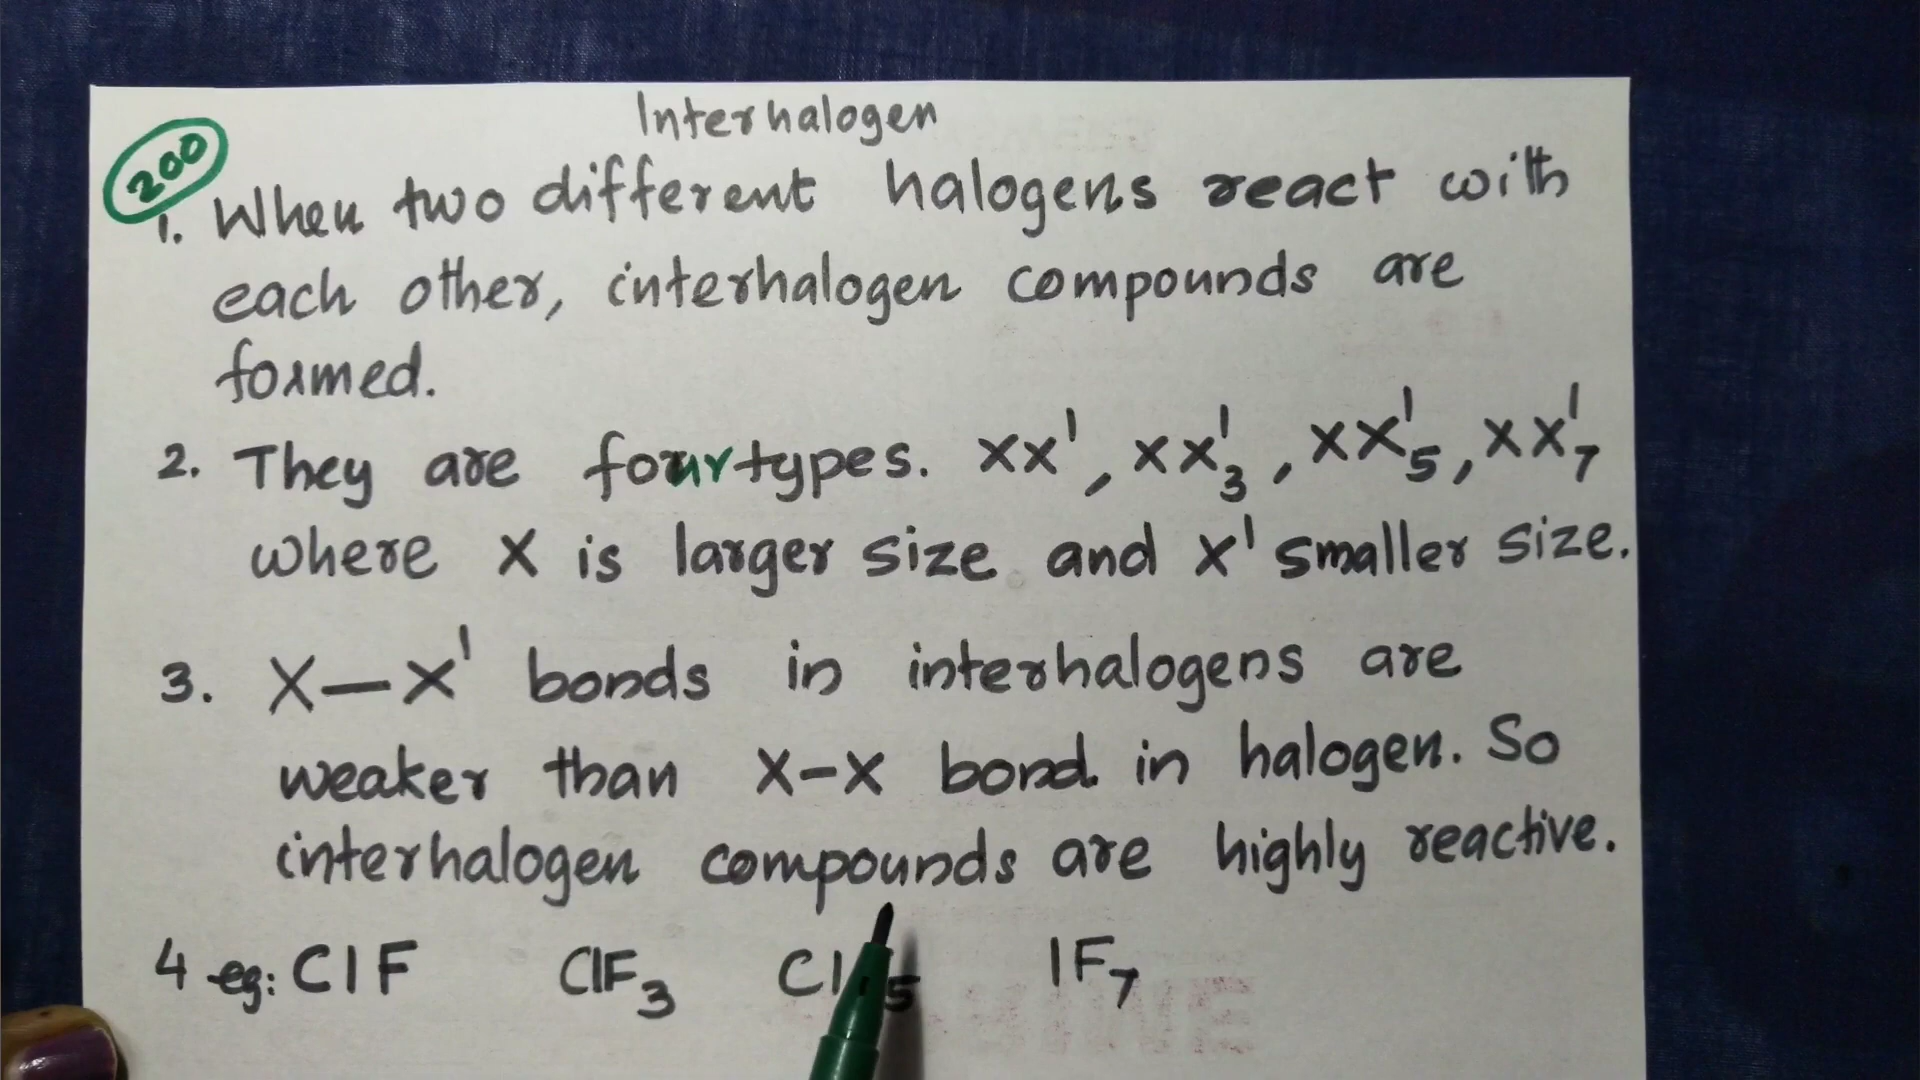 Interhalogen
200
1. When two different halogens react with
each other, interhalogen compounds are
formed.
2. They are four types. XX', XX'3, XX'5, XX'7
where X is larger size and X' smaller size.
3. X—X' bonds in interhalogens are
weaker than X-X bond in halogen. So
interhalogen compounds are highly reactive.
4 eg: ClF ClF3 IF7